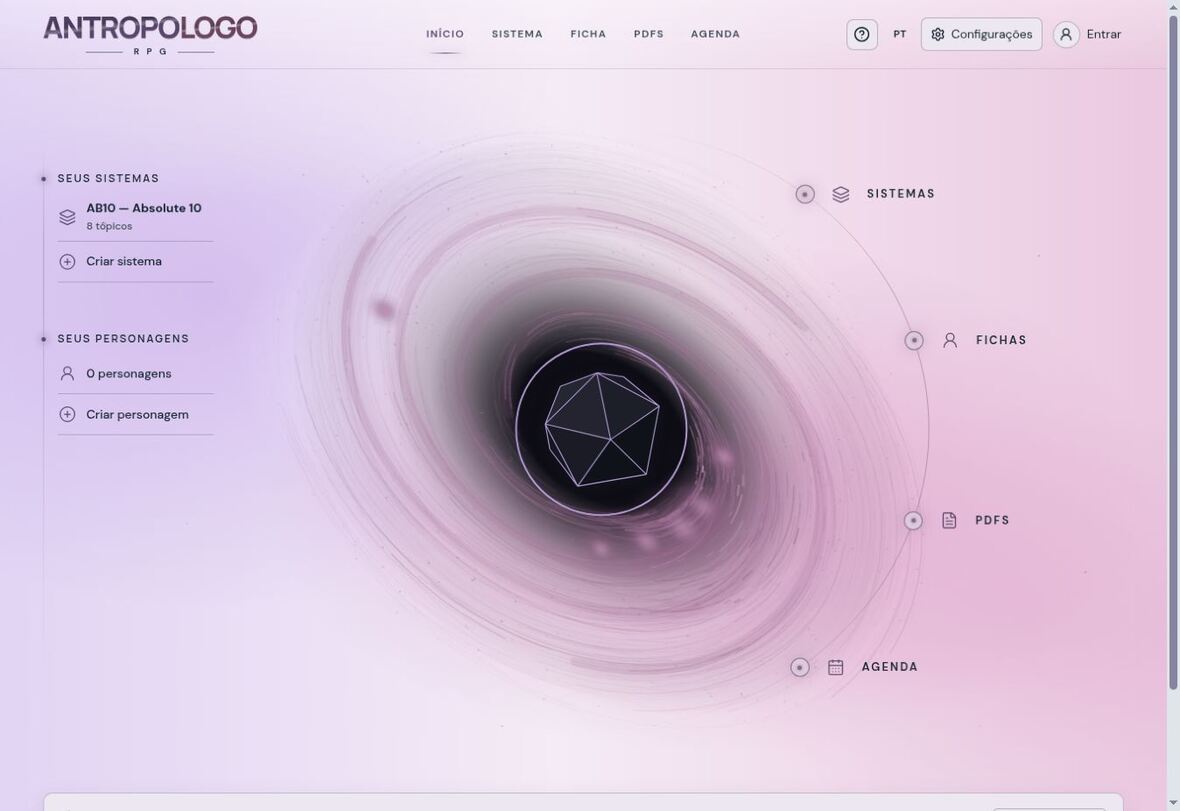 ANTROPOLOGO
RPG
INÍCIO SISTEMA FICHA PDFS AGENDA
PT Configurações Entrar
SEUS SISTEMAS
AB10 — Absolute 10
8 tópicos
Criar sistema
SEUS PERSONAGENS
0 personagens
Criar personagem
SISTEMAS
FICHAS
PDFS
AGENDA